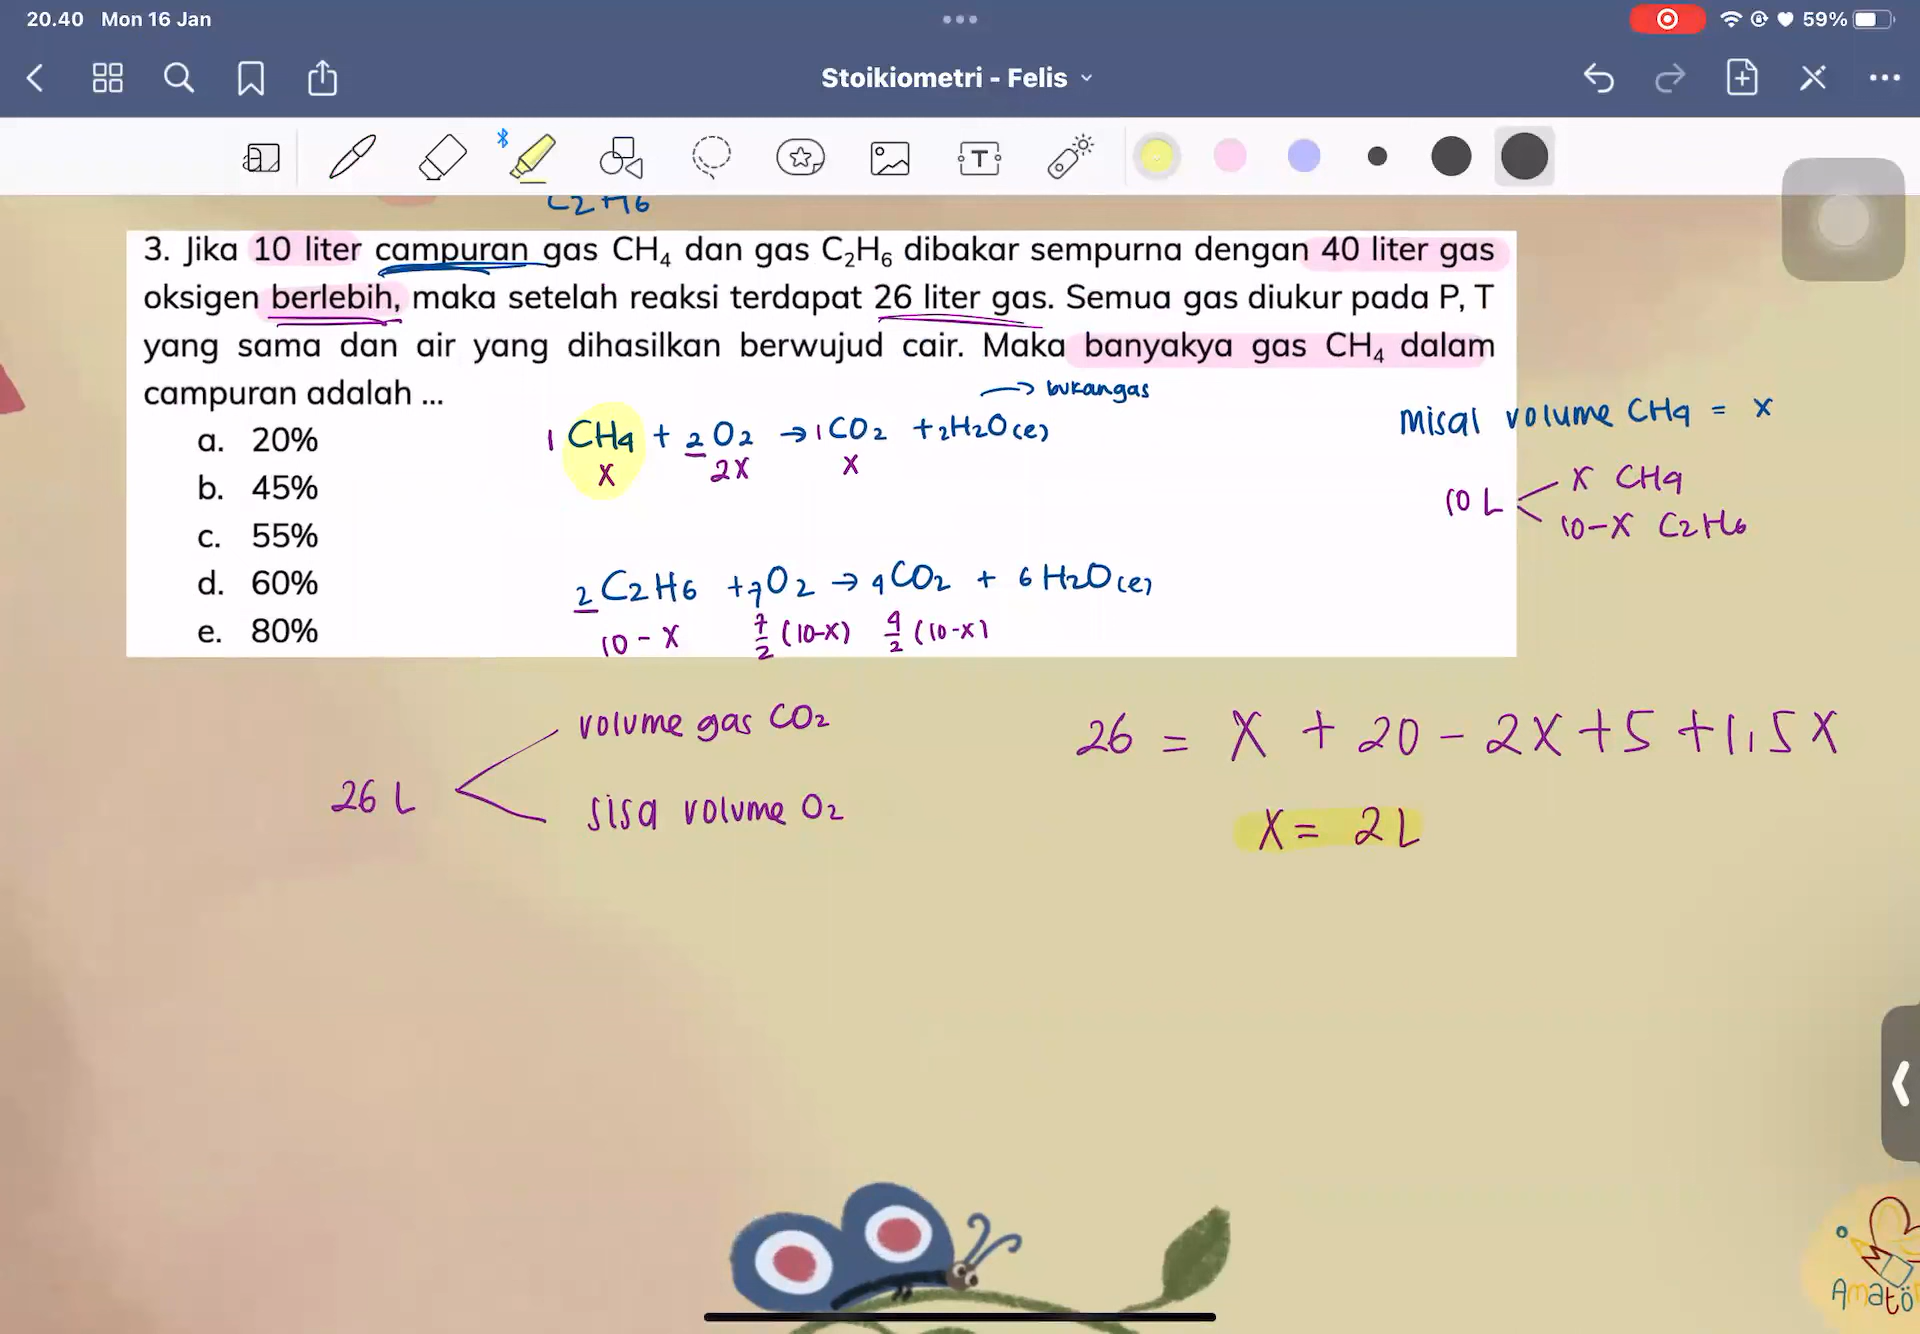 20.40 Mon 16 Jan
59%
Stoikiometri - Felis
C2H6
3. Jika 10 liter campuran gas CH₄ dan gas C₂H₆ dibakar sempurna dengan 40 liter gas
oksigen berlebih, maka setelah reaksi terdapat 26 liter gas. Semua gas diukur pada P, T
yang sama dan air yang dihasilkan berwujud cair. Maka banyakya gas CH₄ dalam
campuran adalah ...
a. 20%
b. 45%
c. 55%
d. 60%
e. 80%
→ bukan gas
1 CH4 + 2 O2 → 1 CO2 + 2H2O(l)
x 2x x
2 C2H6 + 7 O2 → 4 CO2 + 6 H2O(l)
10 - x 7/2 (10-x) 4/2 (10-x)
misal volume CH4 = x
10 L
x CH4
10-x C2H6
26 L
volume gas CO2
sisa volume O2
26 = x + 20 - 2x + 5 + 1,5x
x = 2 L